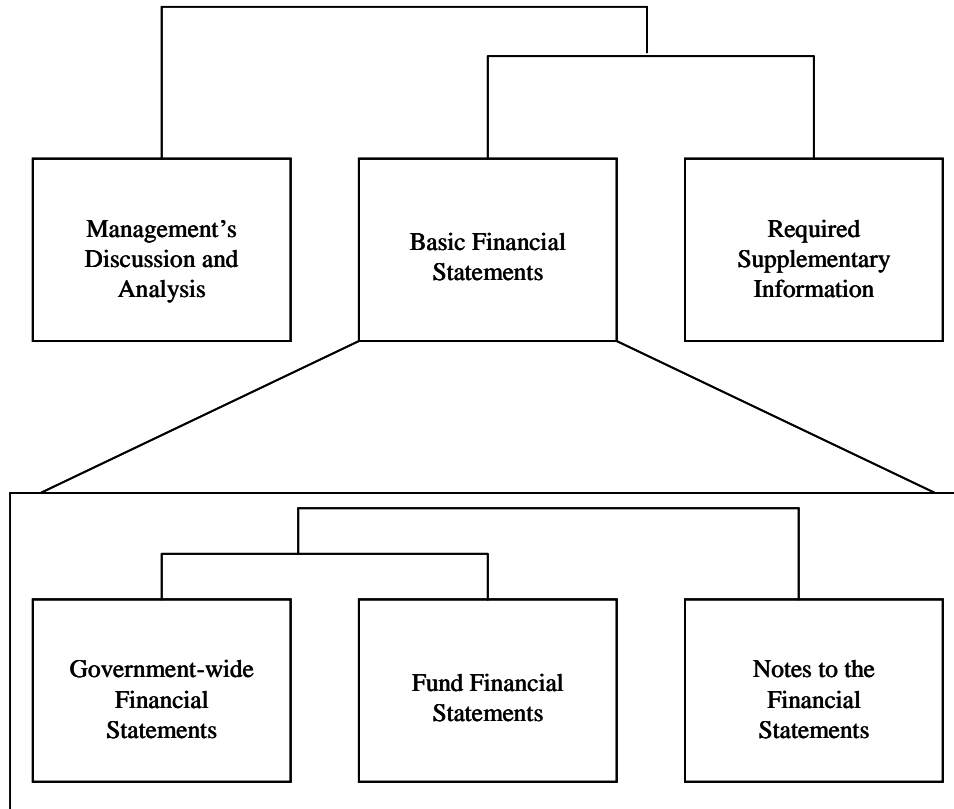 Management’s
Discussion and
Analysis
Basic Financial
Statements
Required
Supplementary
Information
Government-wide
Financial
Statements
Fund Financial
Statements
Notes to the
Financial
Statements